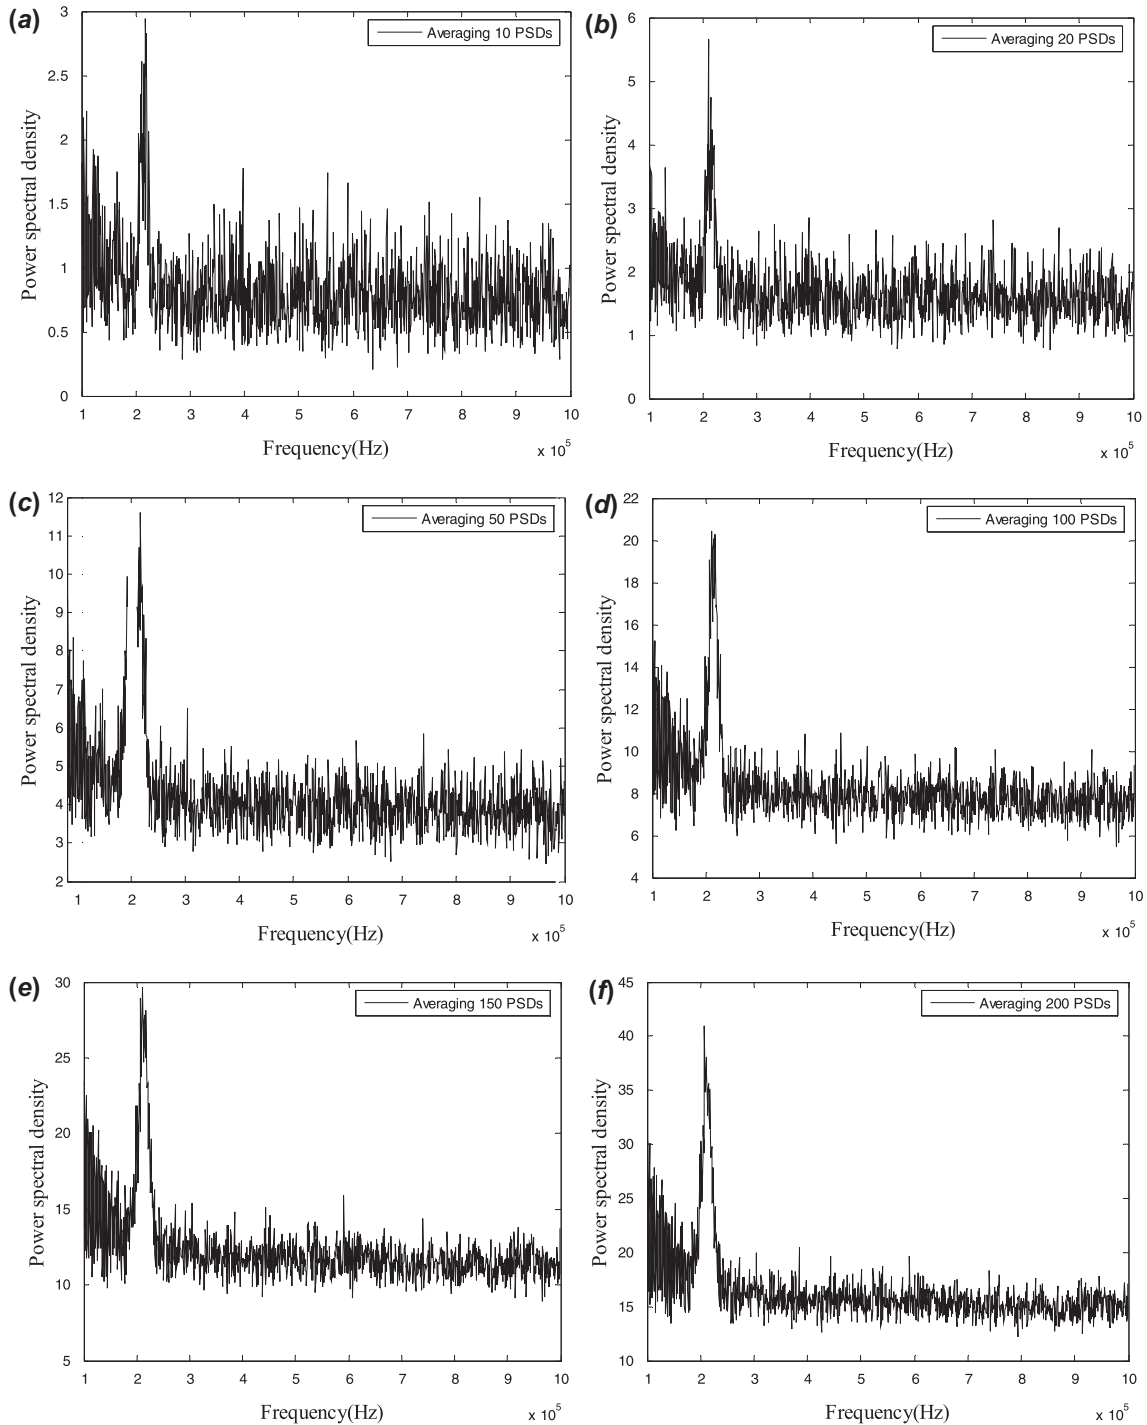 (a)
Averaging 10 PSDs
Power spectral density
3
2.5
2
1.5
1
0.5
0
1 2 3 4 5 6 7 8 9 10
Frequency(Hz)
x 10^5
(b)
Averaging 20 PSDs
Power spectral density
6
5
4
3
2
1
0
1 2 3 4 5 6 7 8 9 10
Frequency(Hz)
x 10^5
(c)
Averaging 50 PSDs
Power spectral density
12
11
10
9
8
7
6
5
4
3
2
1 2 3 4 5 6 7 8 9 10
Frequency(Hz)
x 10^5
(d)
Averaging 100 PSDs
Power spectral density
22
20
18
16
14
12
10
8
6
4
1 2 3 4 5 6 7 8 9 10
Frequency(Hz)
x 10^5
(e)
Averaging 150 PSDs
Power spectral density
30
25
20
15
10
5
1 2 3 4 5 6 7 8 9 10
Frequency(Hz)
x 10^5
(f)
Averaging 200 PSDs
Power spectral density
45
40
35
30
25
20
15
10
1 2 3 4 5 6 7 8 9 10
Frequency(Hz)
x 10^5